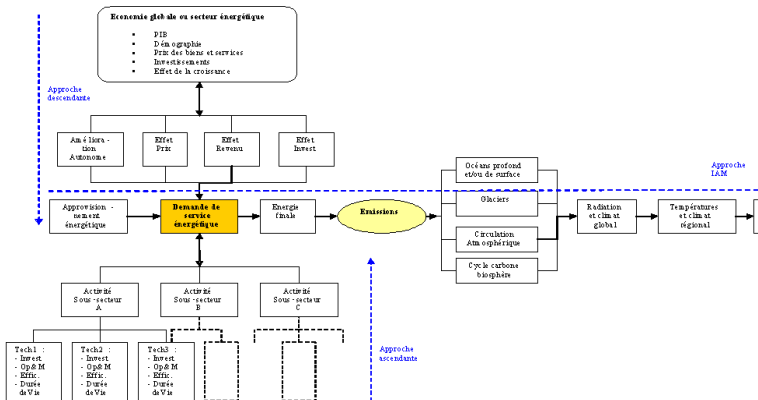 Economie globale ou secteur énergétique
▪ PIB
▪ Démographie
▪ Prix des biens et services
▪ Investissements
▪ Effet de la croissance
Approche
descendante
Amé liora -
tion
Autonome
Effet
Prix
Effet
Revenu
Effet
Invest
Approche
IAM
Océans profond
et/ou de surface
Glaciers
Approvision -
nement
énergétique
Demande de
service
énergétique
Energie
finale
Emissions
Circulation
Atmosphérique
Cycle carbone
biosphère
Radiation
et climat
global
Températures
et climat
régional
Activité
Sous -secteur
A
Activité
Sous -secteur
B
Activité
Sous -secteur
C
Approche
ascendante
Tech1 :
- Invest
- Op& M
- Effic.
- Durée
de Vie
Tech2 :
- Invest
- Op& M
- Effic.
- Durée
de Vie
Tech3 :
- Invest
- Op& M
- Effic.
- Durée
de Vie